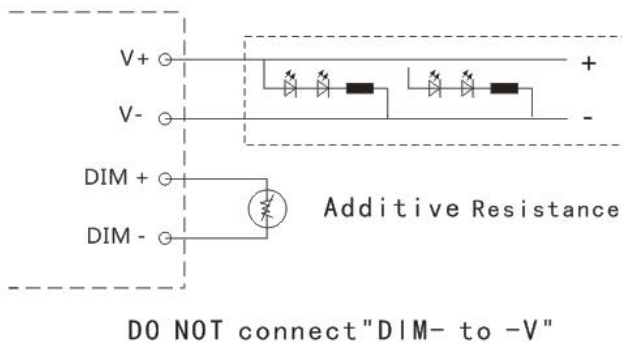 V+
+
V-
-
DIM +
Additive Resistance
DIM -
DO NOT connect"DIM- to -V"